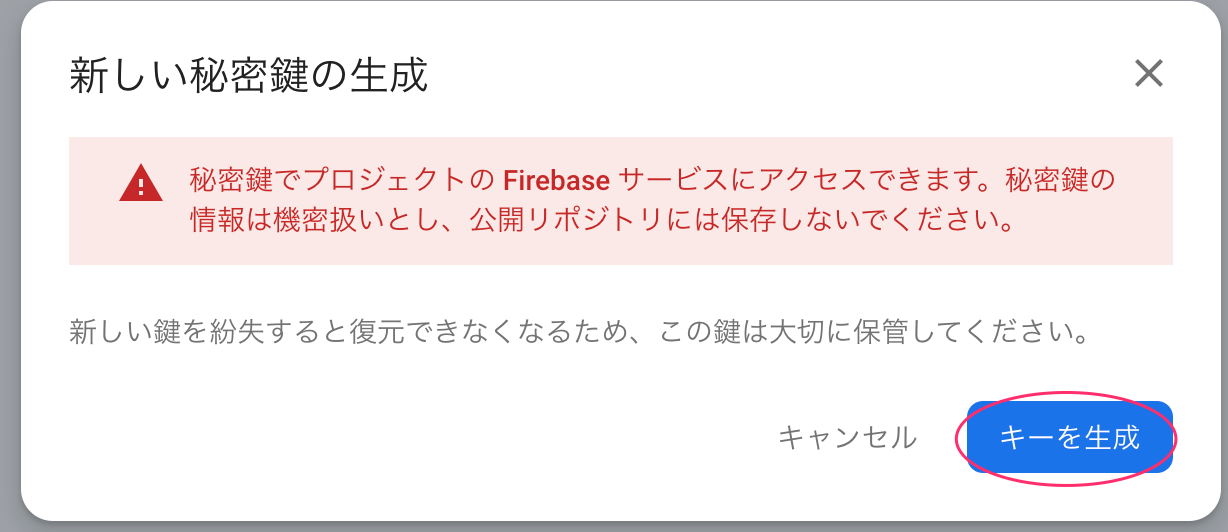 新しい秘密鍵の生成
秘密鍵でプロジェクトの Firebase サービスにアクセスできます。秘密鍵の
情報は機密扱いとし、公開リポジトリには保存しないでください。
新しい鍵を紛失すると復元できなくなるため、この鍵は大切に保管してください。
キャンセル
キーを生成